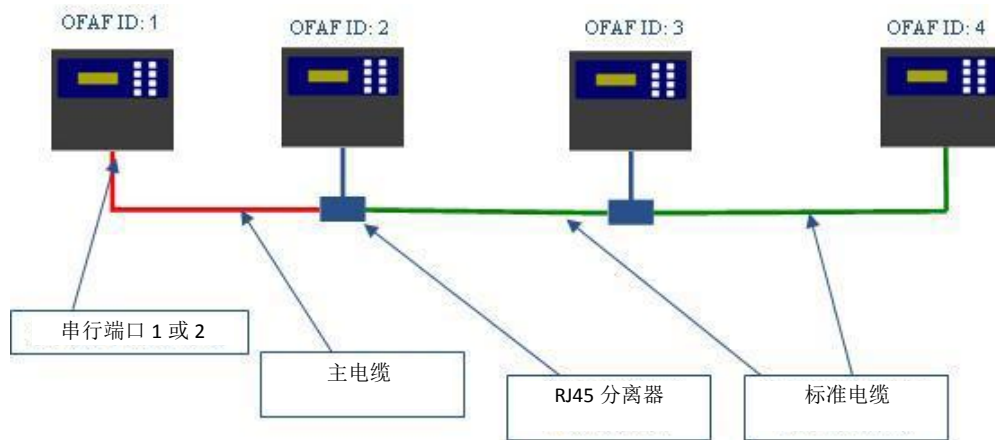 OFAF ID: 1
OFAF ID: 2
OFAF ID: 3
OFAF ID: 4
串行端口 1 或 2
主电缆
RJ45 分离器
标准电缆